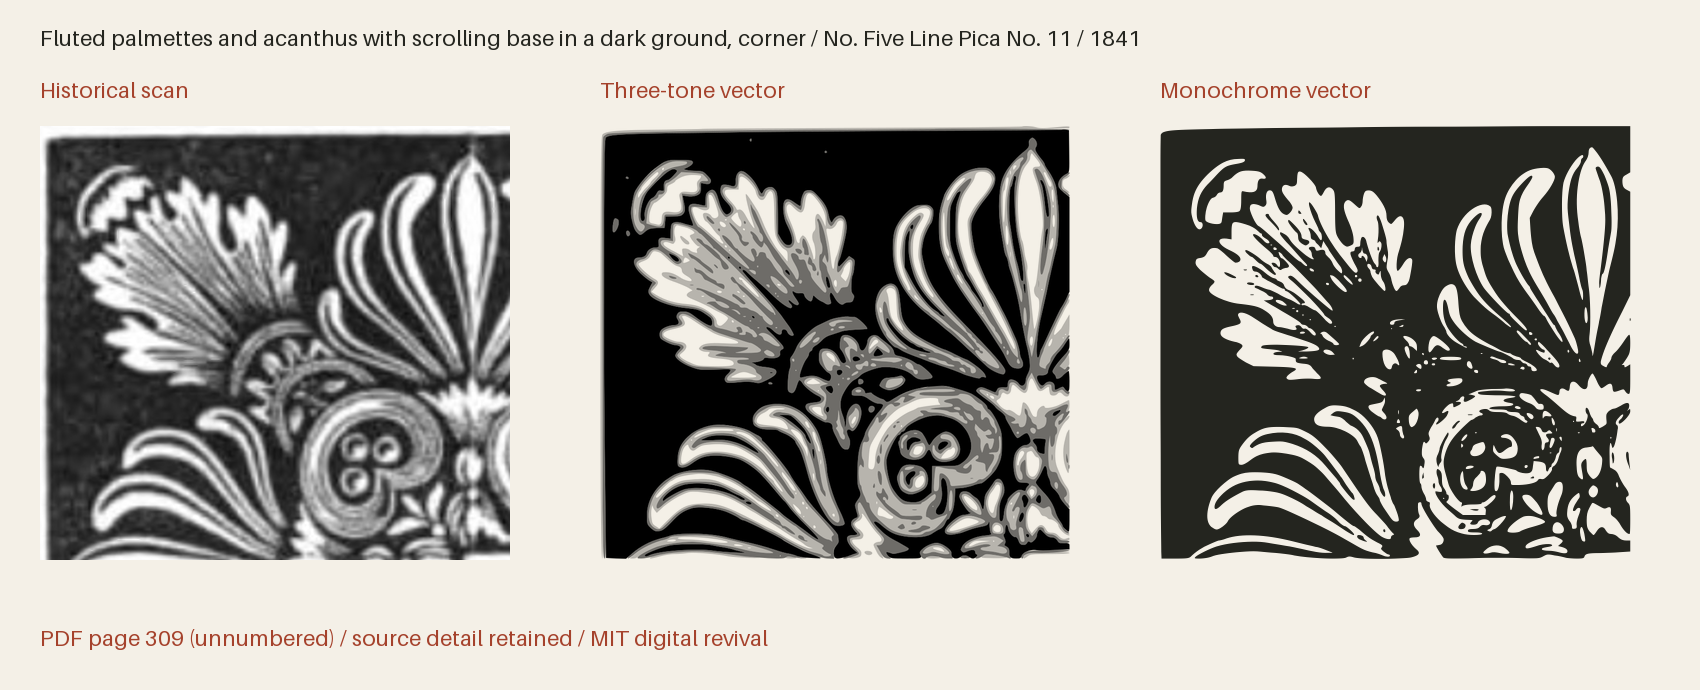 Fluted palmettes and acanthus with scrolling base in a dark ground, corner / No. Five Line Pica No. 11 / 1841
Historical scan
Three-tone vector
Monochrome vector
PDF page 309 (unnumbered) / source detail retained / MIT digital revival